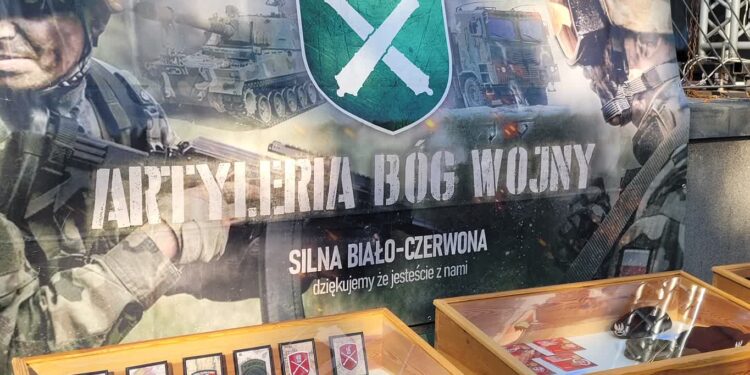 ARTYLERIA BÓG WOJNY
SILNA BIAŁO-CZERWONA
dziękujemy że jesteście z nami